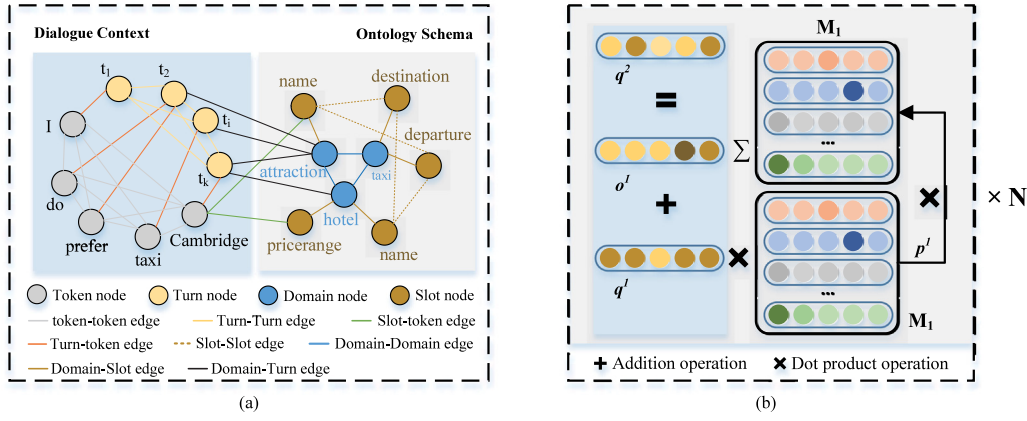 Dialogue Context
Ontology Schema
t1
t2
ti
tk
I
do
prefer
taxi
Cambridge
name
destination
departure
attraction
taxi
hotel
pricerange
name
Token node
Turn node
Domain node
Slot node
token-token edge
Turn-Turn edge
Slot-token edge
Turn-token edge
Slot-Slot edge
Domain-Domain edge
Domain-Slot edge
Domain-Turn edge
(a)
M1
q²
=
...
o¹
∑
+
q¹
×
...
p¹
×
M1
× N
+ Addition operation
× Dot product operation
(b)